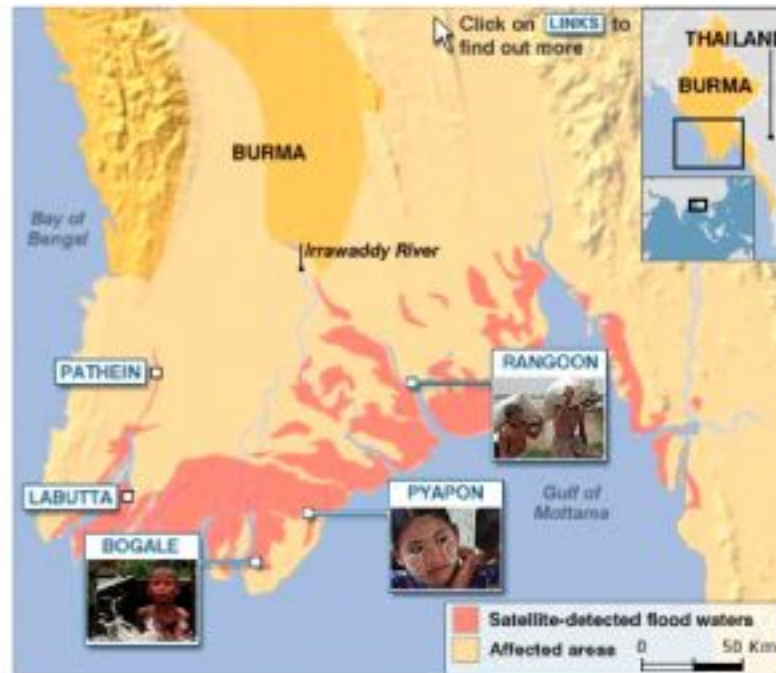 Click on LINKS to
find out more
THAILAND
BURMA
BURMA
Bay of
Bengal
Irrawaddy River
PATHEIN
RANGOON
LABUTTA
PYAPON
Gulf of
Mottama
BOGALE
Satellite-detected flood waters
Affected areas
0 50 Km